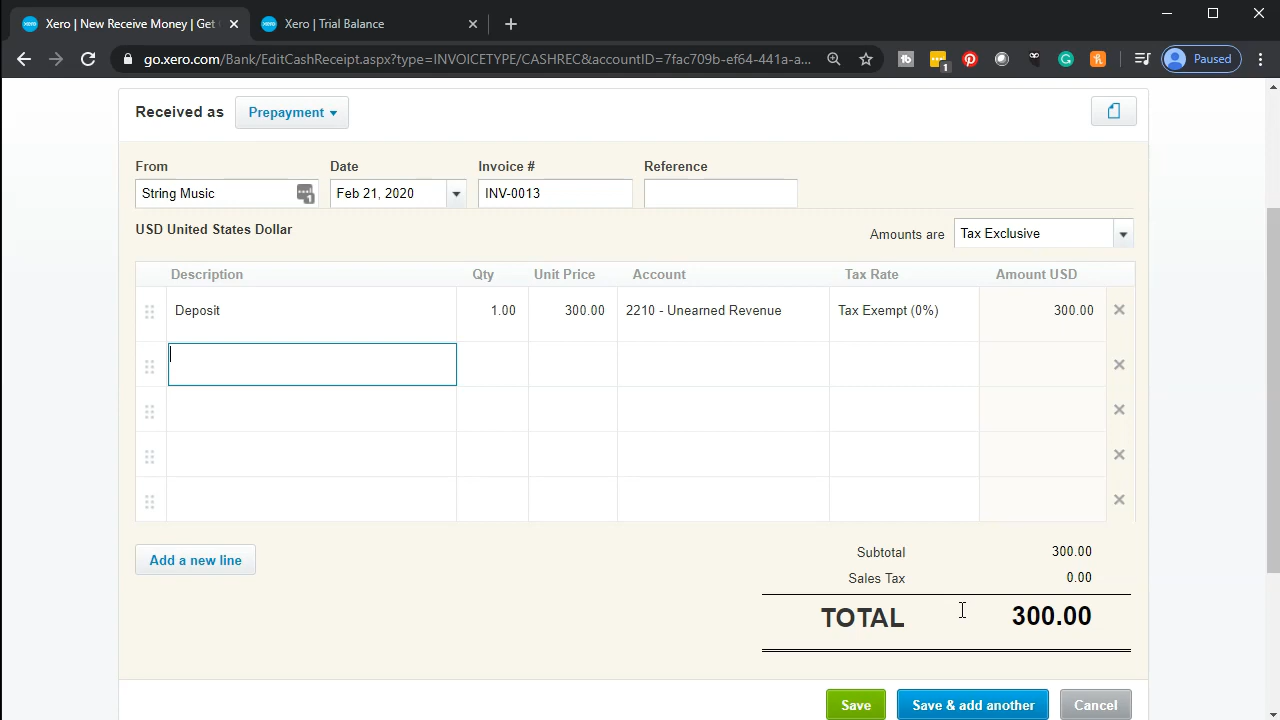 Xero | New Receive Money | Get
Xero | Trial Balance
go.xero.com/Bank/EditCashReceipt.aspx?type=INVOICETYPE/CASHREC&accountID=7fac709b-ef64-441a-a...
1
Paused
Received as
Prepayment
From
Date
Invoice #
Reference
String Music
1
Feb 21, 2020
INV-0013
USD United States Dollar
Amounts are
Tax Exclusive
Description
Qty
Unit Price
Account
Tax Rate
Amount USD
Deposit
1.00
300.00
2210 - Unearned Revenue
Tax Exempt (0%)
300.00
Add a new line
Subtotal
300.00
Sales Tax
0.00
TOTAL
300.00
Save
Save & add another
Cancel